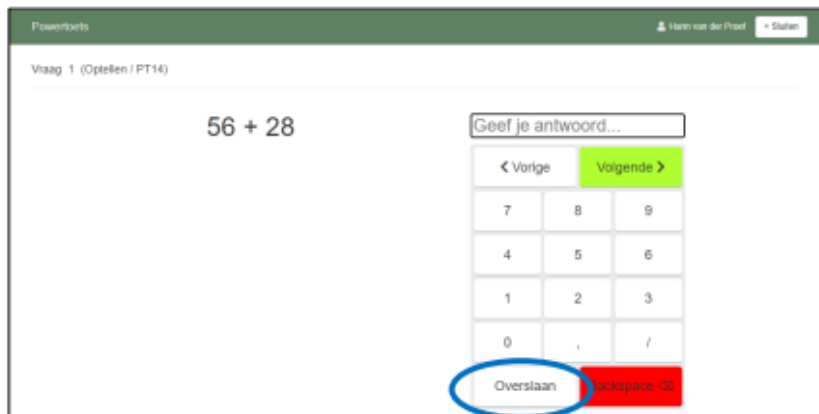 Powertoets
Harm van der Proef × Sluiten
Vraag 1 (Optellen / PT14)
56 + 28
Geef je antwoord...
Vorige Volgende
7 8 9
4 5 6
1 2 3
0 , /
Overslaan Backspace